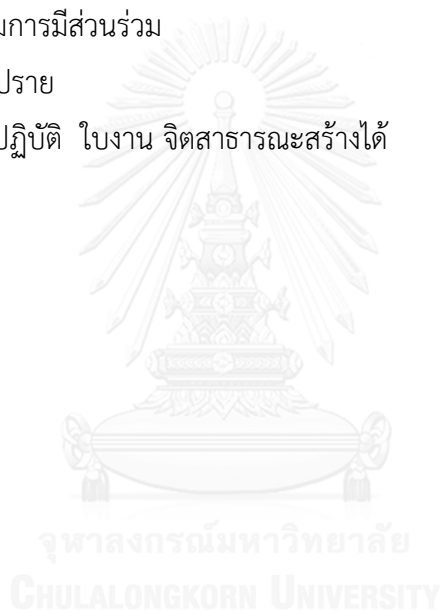 มการมีส่วนร่วม
ปราย
ปฏิบัติ ใบงาน จิตสาธารณะสร้างได้
จุฬาลงกรณ์มหาวิทยาลัย
CHULALONGKORN UNIVERSITY